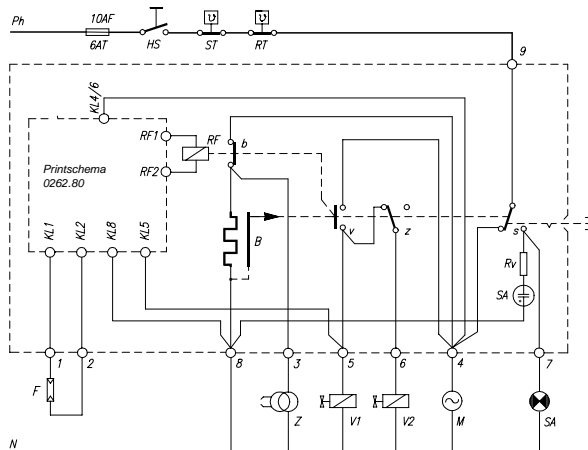 Ph
10AF
6AT
HS
ST
RT
9
KL4/6
RF1
RF
b
RF2
Printschema
0262.80
KL1
KL2
KL8
KL5
B
v
z
s
Rv
SA
1
2
8
3
5
6
4
7
F
Z
V1
V2
M
SA
N